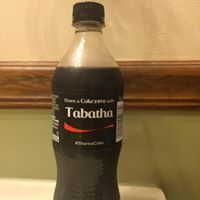 Share a Coke zero with
Tabatha
#ShareaCoke